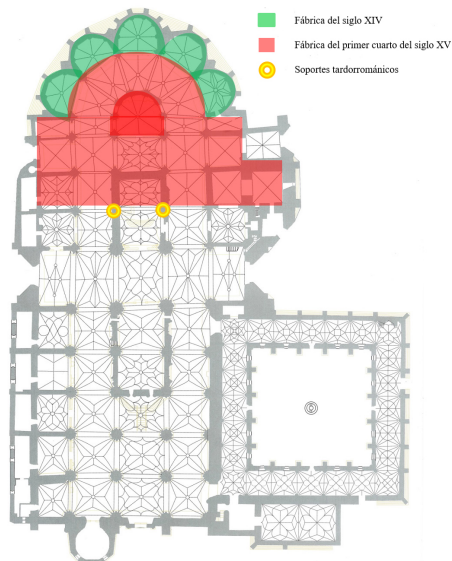 Fábrica del siglo XIV
Fábrica del primer cuarto del siglo XV
Soportes tardorrománicos